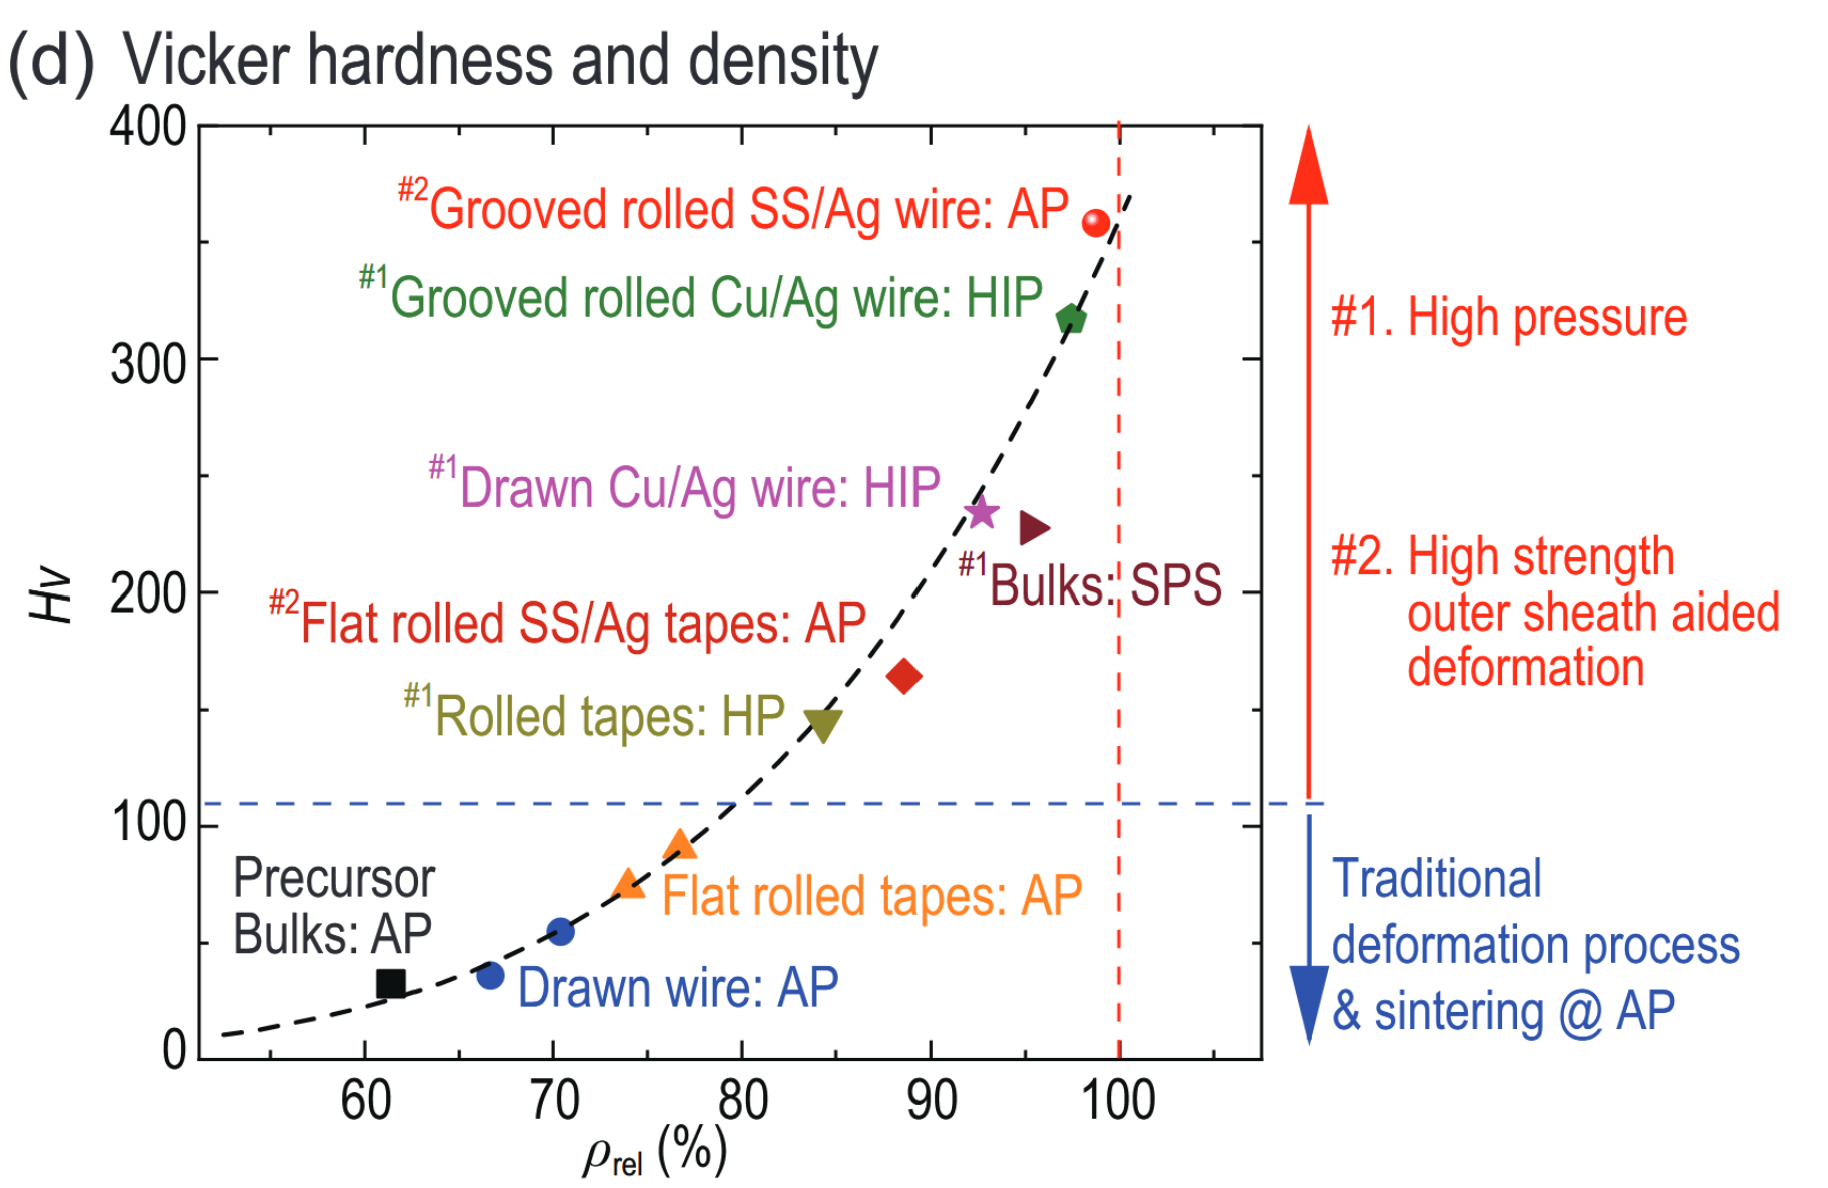 (d) Vicker hardness and density
400
300
200
100
0
Hv
#2Grooved rolled SS/Ag wire: AP
#1Grooved rolled Cu/Ag wire: HIP
#1Drawn Cu/Ag wire: HIP
#1Bulks: SPS
#2Flat rolled SS/Ag tapes: AP
#1Rolled tapes: HP
Precursor
Bulks: AP
Flat rolled tapes: AP
Drawn wire: AP
60 70 80 90 100
ρrel (%)
#1. High pressure
#2. High strength
outer sheath aided
deformation
Traditional
deformation process
& sintering @ AP